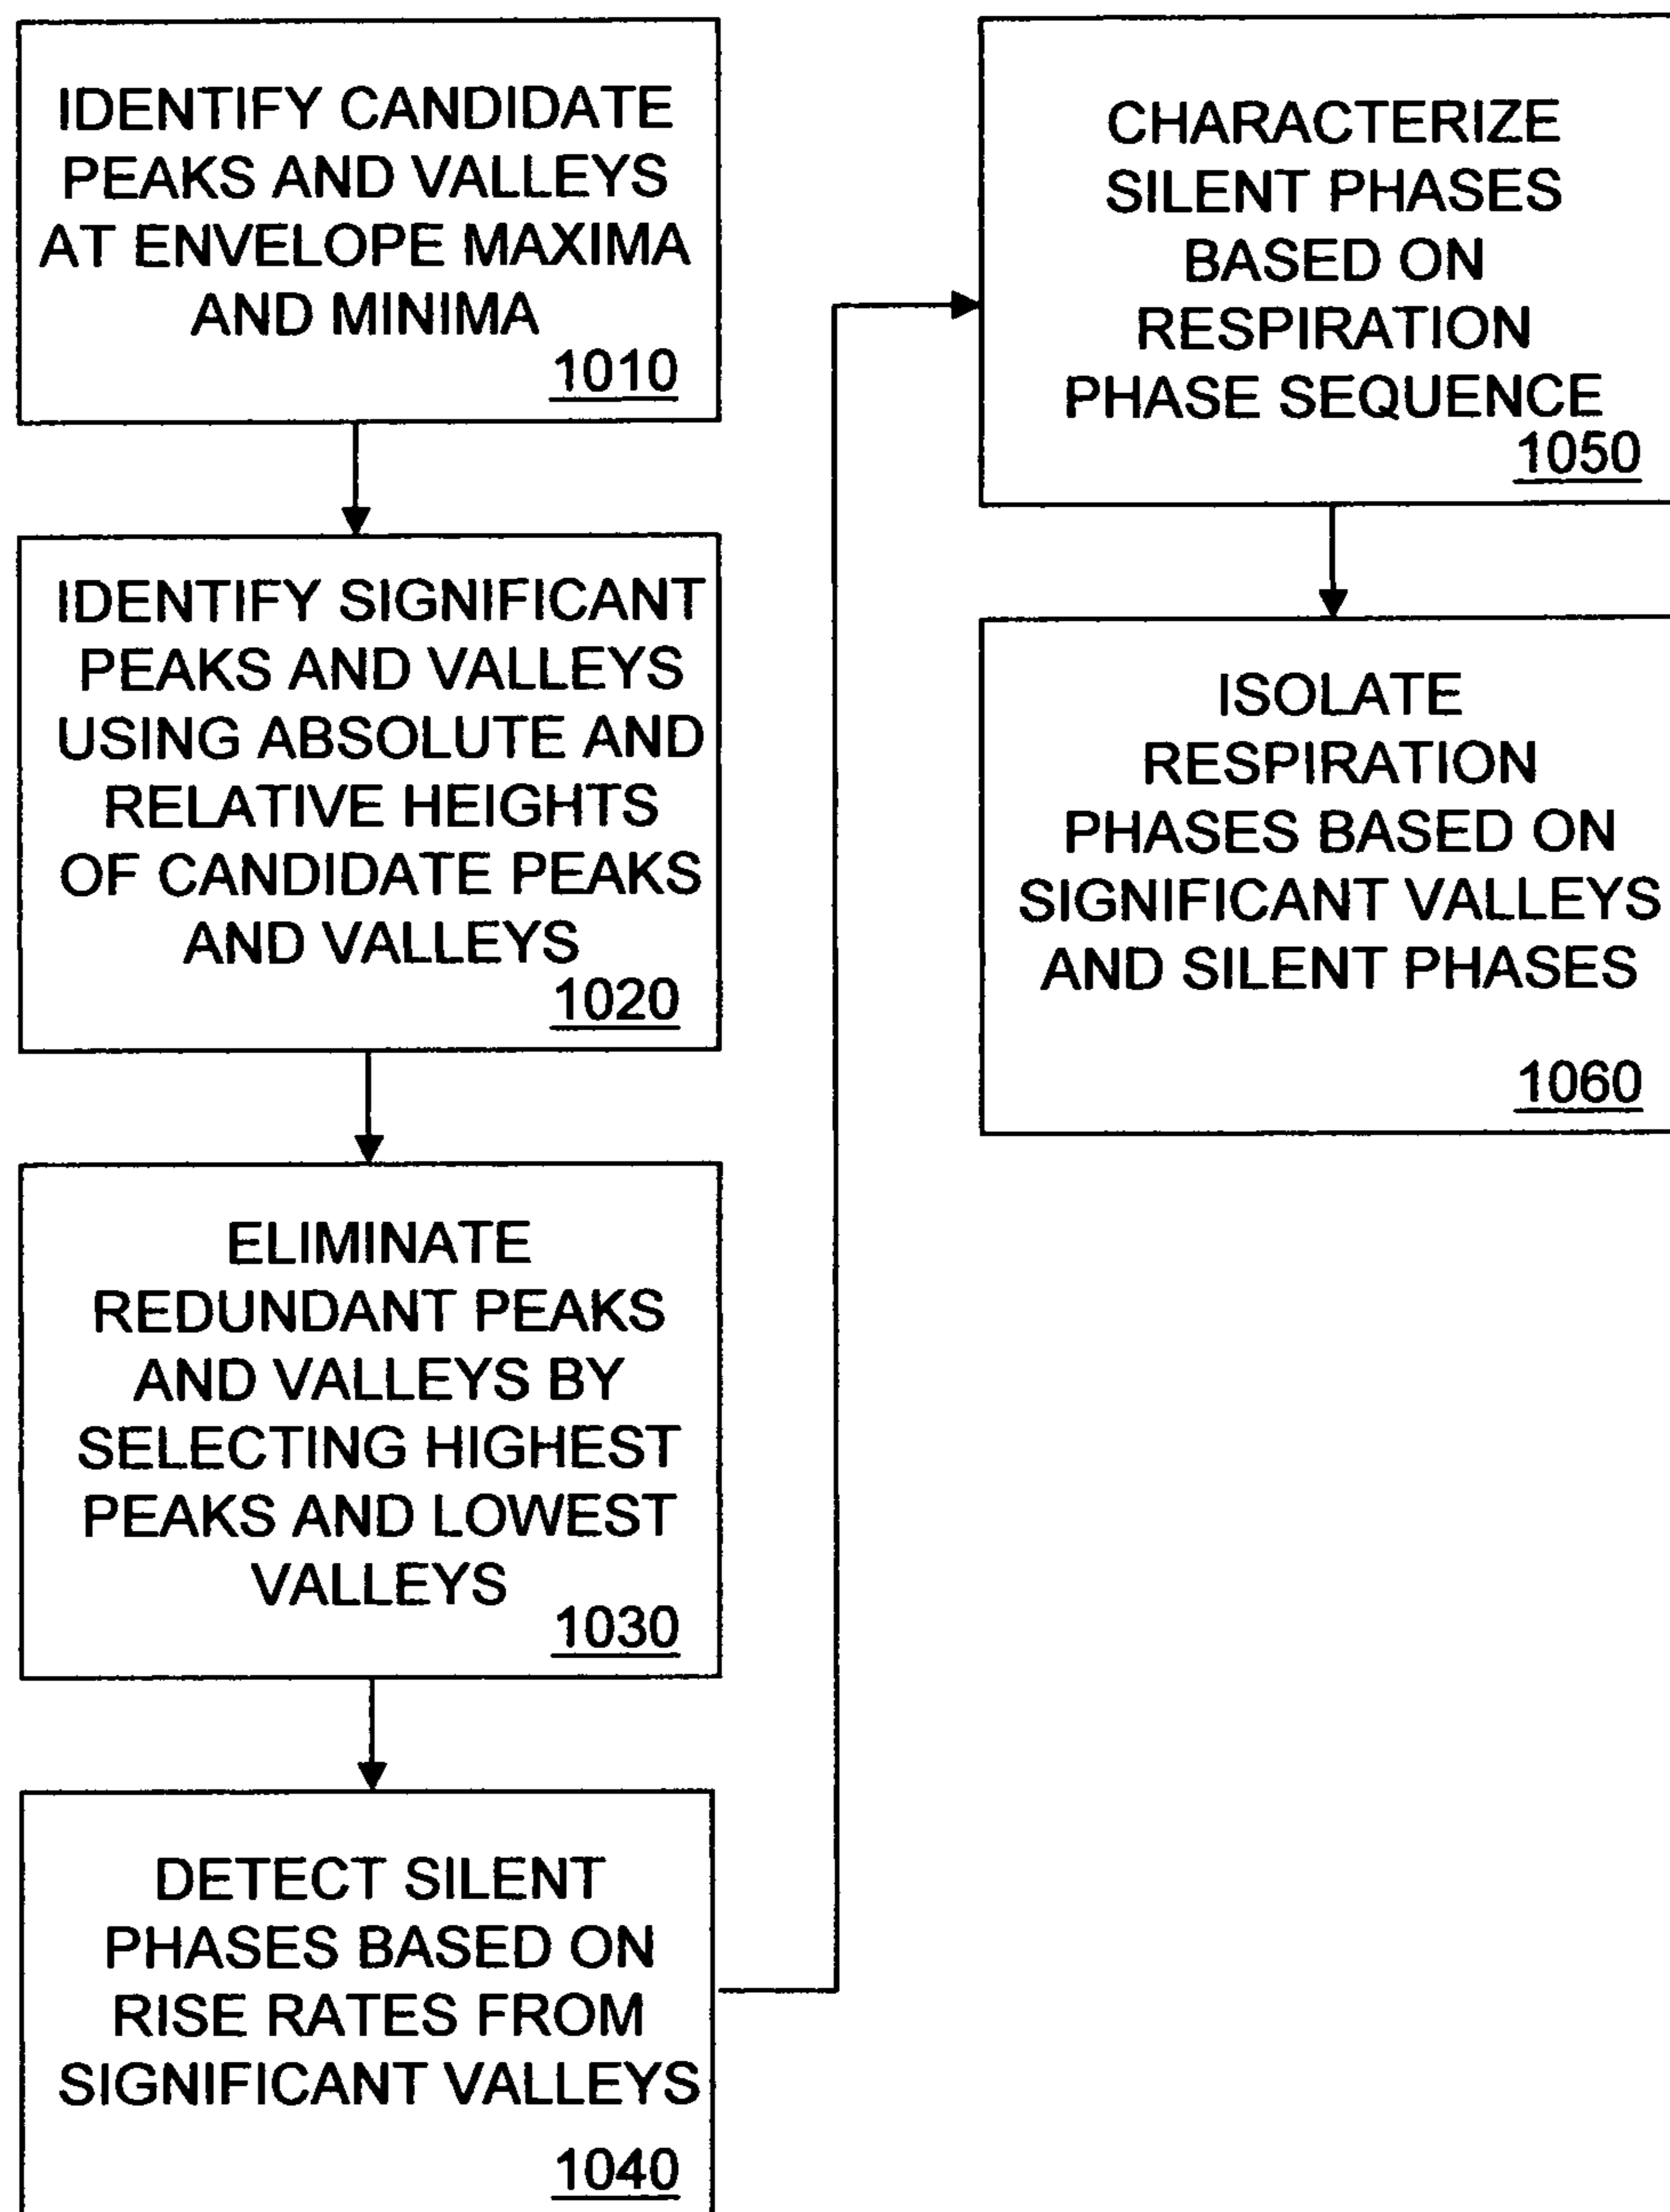 IDENTIFY CANDIDATE
PEAKS AND VALLEYS
AT ENVELOPE MAXIMA
AND MINIMA
1010
IDENTIFY SIGNIFICANT
PEAKS AND VALLEYS
USING ABSOLUTE AND
RELATIVE HEIGHTS
OF CANDIDATE PEAKS
AND VALLEYS
1020
ELIMINATE
REDUNDANT PEAKS
AND VALLEYS BY
SELECTING HIGHEST
PEAKS AND LOWEST
VALLEYS
1030
DETECT SILENT
PHASES BASED ON
RISE RATES FROM
SIGNIFICANT VALLEYS
1040
CHARACTERIZE
SILENT PHASES
BASED ON
RESPIRATION
PHASE SEQUENCE
1050
ISOLATE
RESPIRATION
PHASES BASED ON
SIGNIFICANT VALLEYS
AND SILENT PHASES
1060